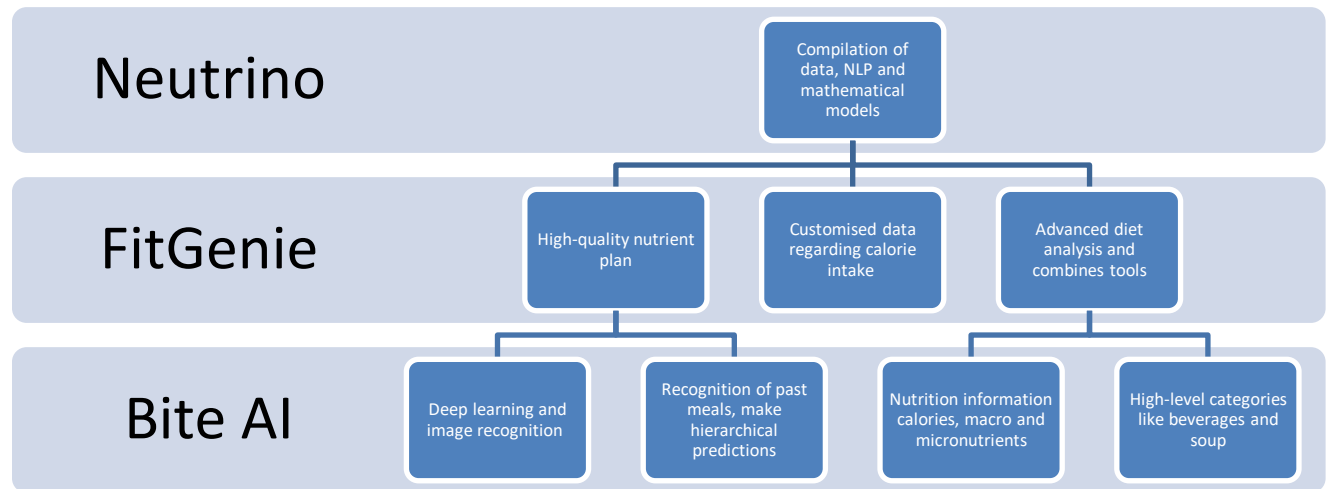 Neutrino
Compilation of
data, NLP and
mathematical
models
FitGenie
High-quality nutrient
plan
Customised data
regarding calorie
intake
Advanced diet
analysis and
combines tools
Bite AI
Deep learning and
image recognition
Recognition of past
meals, make
hierarchical
predictions
Nutrition information
calories, macro and
micronutrients
High-level categories
like beverages and
soup